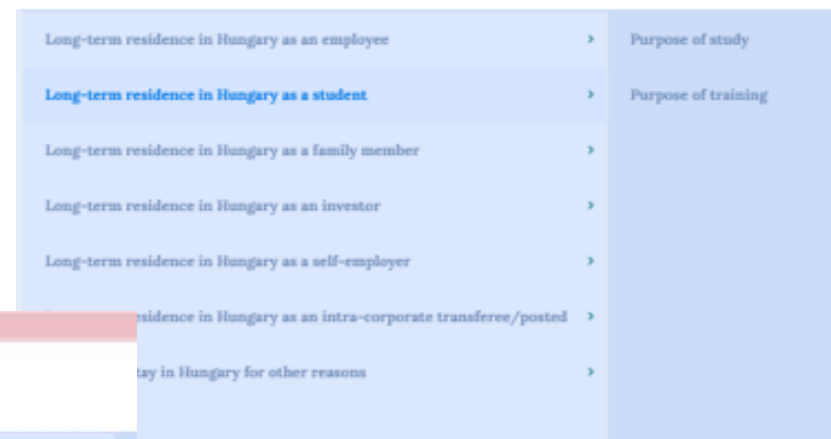 Long-term residence in Hungary as an employee
Long-term residence in Hungary as a student
Long-term residence in Hungary as a family member
Long-term residence in Hungary as an investor
Long-term residence in Hungary as a self-employer
residence in Hungary as an intra-corporate transferee/posted
in Hungary for other reasons
Purpose of study
Purpose of training